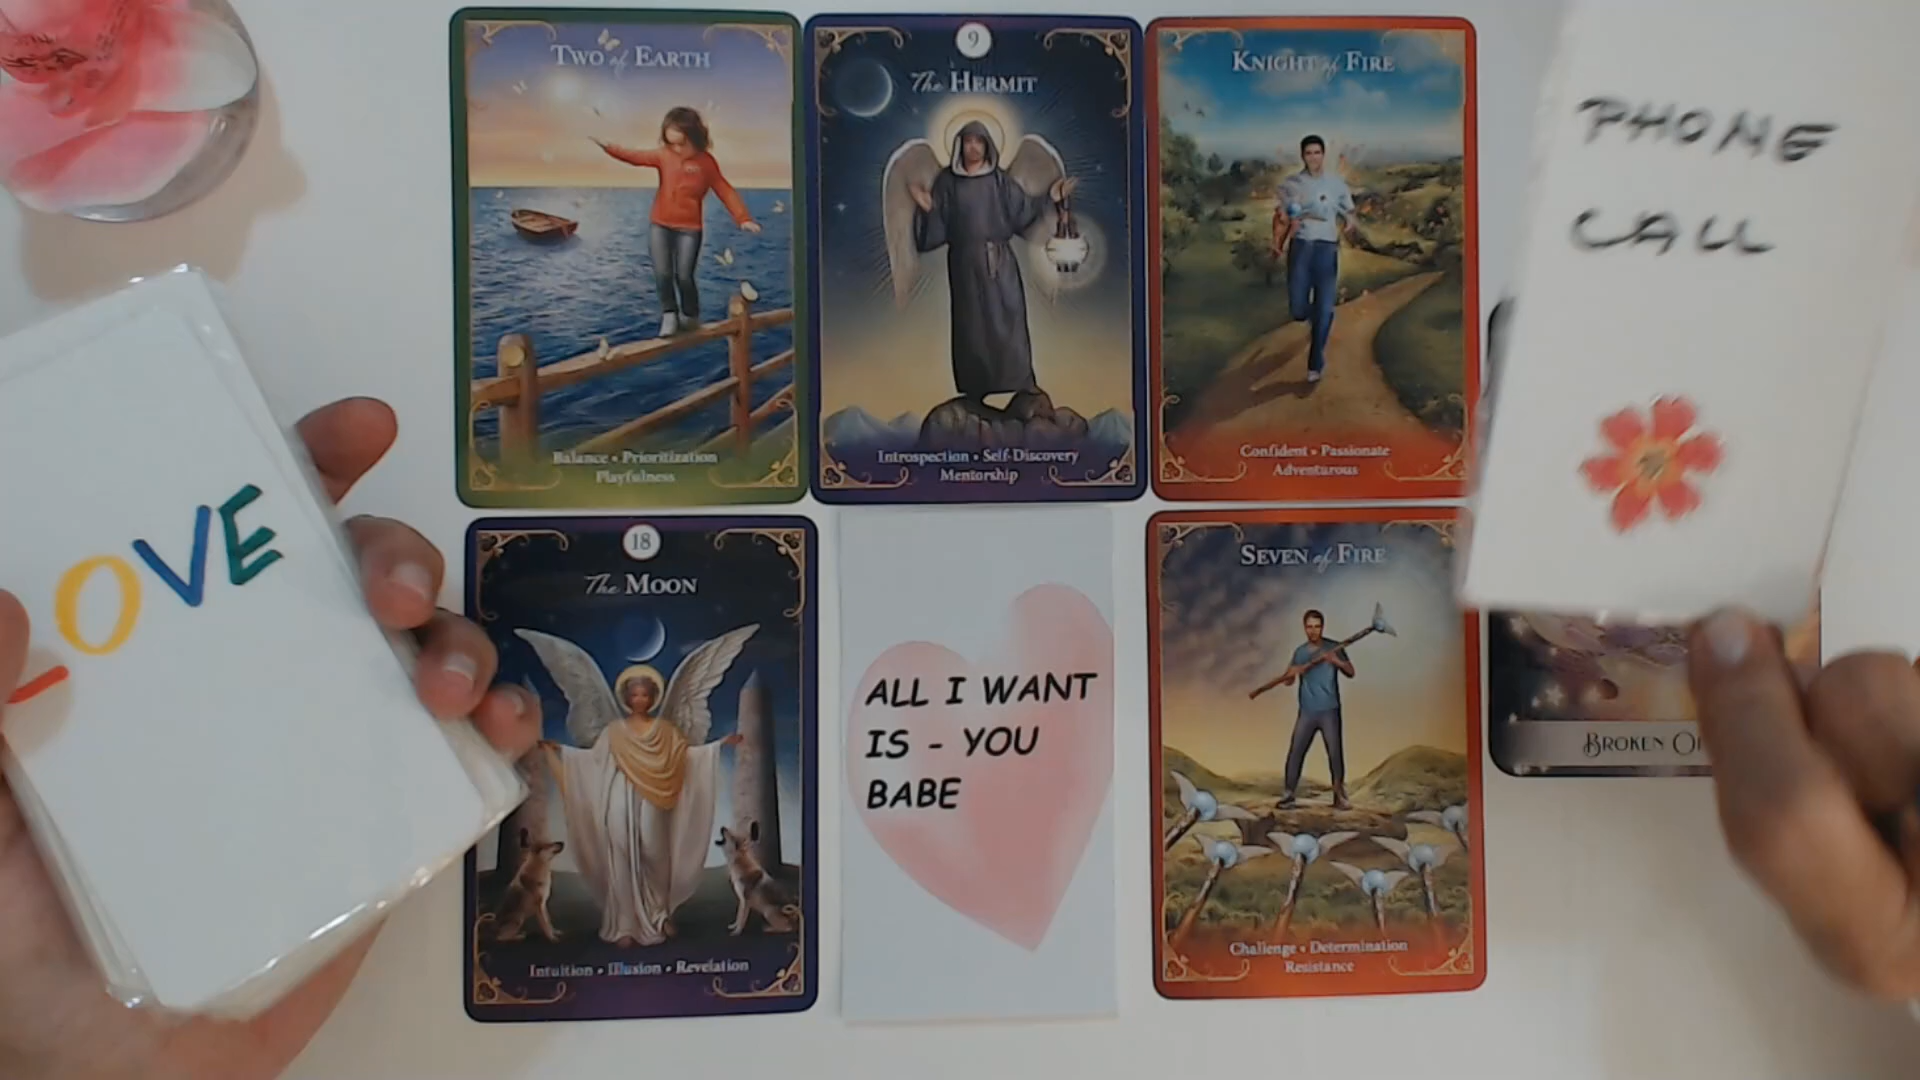 TWO of EARTH
Balance • Prioritization
Playfulness
9
The HERMIT
Introspection • Self-Discovery
Mentorship
KNIGHT of FIRE
Confident • Passionate
Adventurous
PHONE
CALL
LOVE
18
The MOON
Intuition • Illusion • Revelation
ALL I WANT
IS - YOU
BABE
SEVEN of FIRE
Challenge • Determination
Resistance
BROKEN